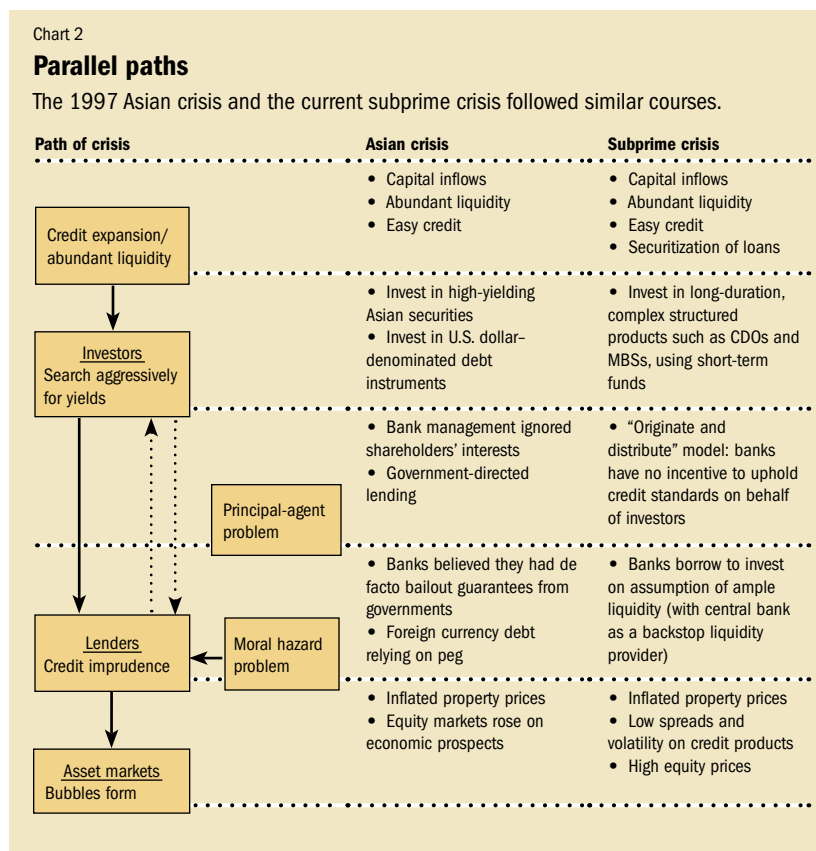 Chart 2
Parallel paths
The 1997 Asian crisis and the current subprime crisis followed similar courses.
Path of crisis
Asian crisis
Subprime crisis
Credit expansion/
abundant liquidity
• Capital inflows
• Abundant liquidity
• Easy credit
• Capital inflows
• Abundant liquidity
• Easy credit
• Securitization of loans
Investors
Search aggressively
for yields
• Invest in high-yielding
Asian securities
• Invest in U.S. dollar–
denominated debt
instruments
• Invest in long-duration,
complex structured
products such as CDOs and
MBSs, using short-term
funds
Principal-agent
problem
• Bank management ignored
shareholders' interests
• Government-directed
lending
• “Originate and
distribute” model: banks
have no incentive to uphold
credit standards on behalf
of investors
Lenders
Credit imprudence
Moral hazard
problem
• Banks believed they had de
facto bailout guarantees from
governments
• Foreign currency debt
relying on peg
• Banks borrow to invest
on assumption of ample
liquidity (with central bank
as a backstop liquidity
provider)
Asset markets
Bubbles form
• Inflated property prices
• Equity markets rose on
economic prospects
• Inflated property prices
• Low spreads and
volatility on credit products
• High equity prices